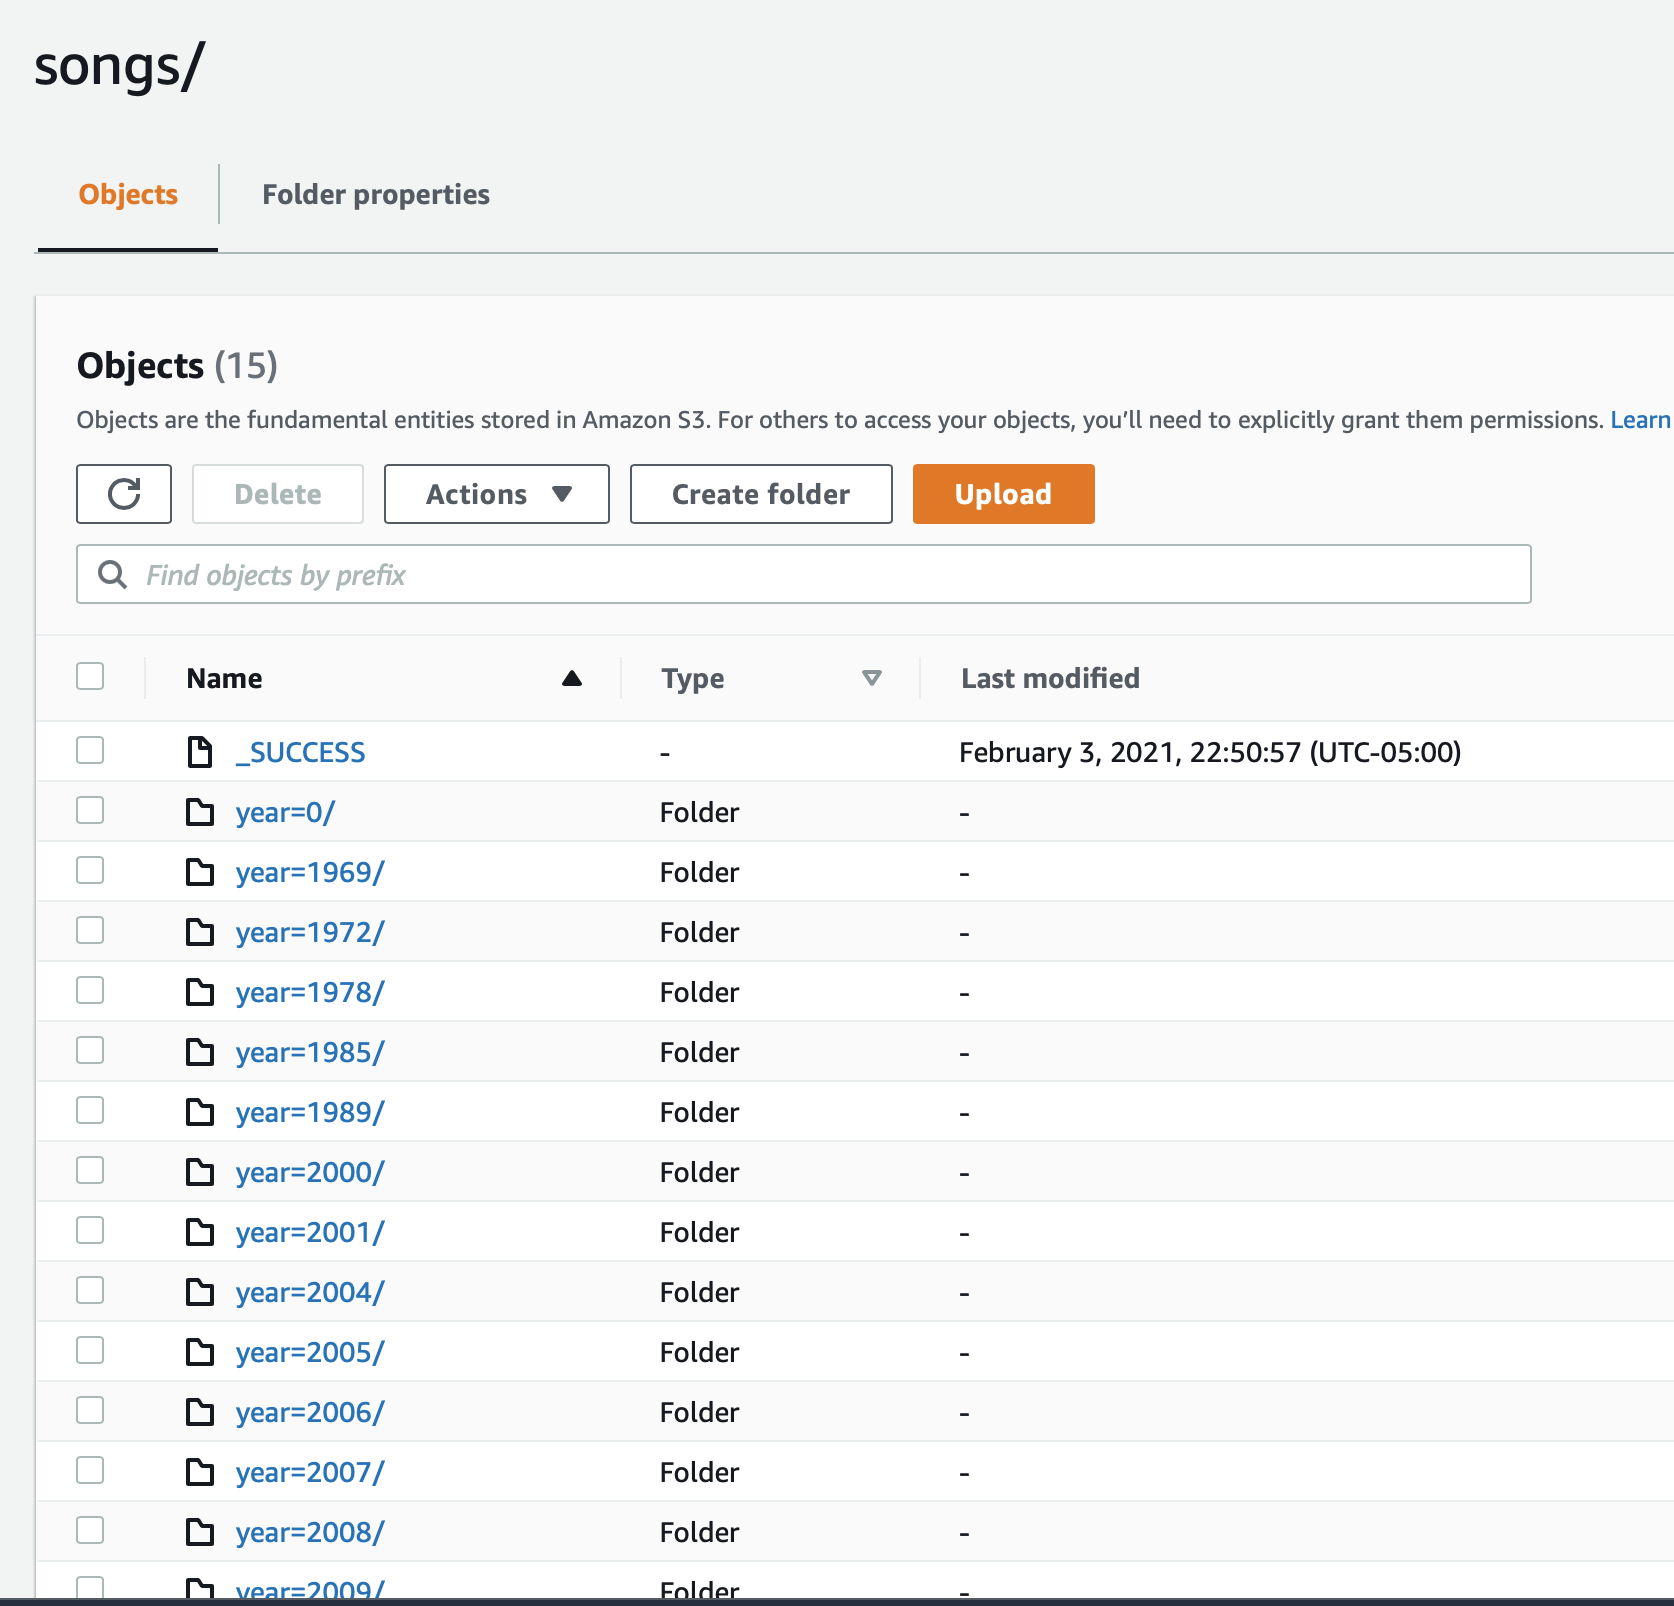 songs/
Objects
Folder properties
Objects (15)
Objects are the fundamental entities stored in Amazon S3. For others to access your objects, you’ll need to explicitly grant them permissions. Learn
Delete
Actions
Create folder
Upload
Find objects by prefix
Name Type Last modified
_SUCCESS - February 3, 2021, 22:50:57 (UTC-05:00)
year=0/ Folder -
year=1969/ Folder -
year=1972/ Folder -
year=1978/ Folder -
year=1985/ Folder -
year=1989/ Folder -
year=2000/ Folder -
year=2001/ Folder -
year=2004/ Folder -
year=2005/ Folder -
year=2006/ Folder -
year=2007/ Folder -
year=2008/ Folder -
year=2009/ Folder -